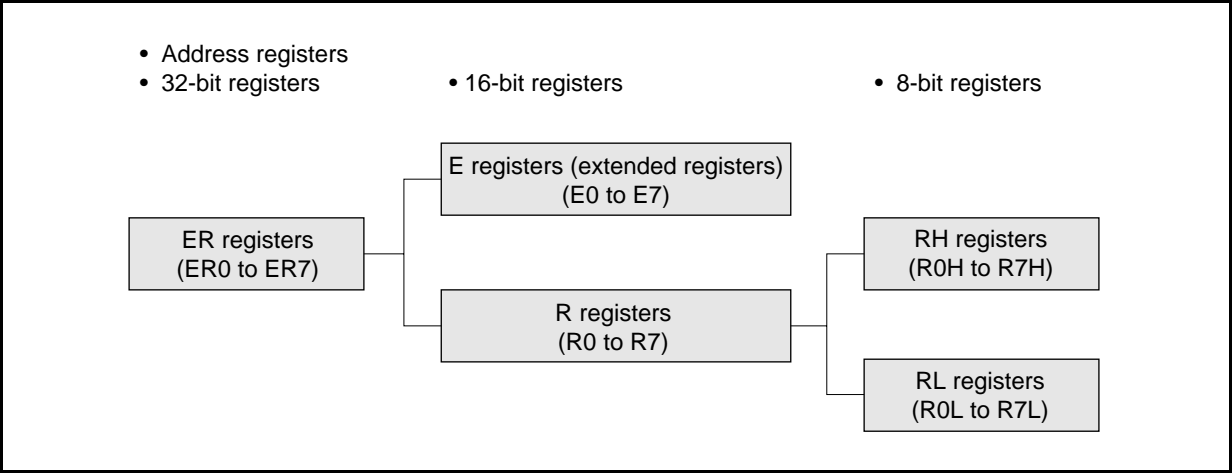 • Address registers
• 32-bit registers
• 16-bit registers
• 8-bit registers
E registers (extended registers)
(E0 to E7)
ER registers
(ER0 to ER7)
RH registers
(R0H to R7H)
R registers
(R0 to R7)
RL registers
(R0L to R7L)